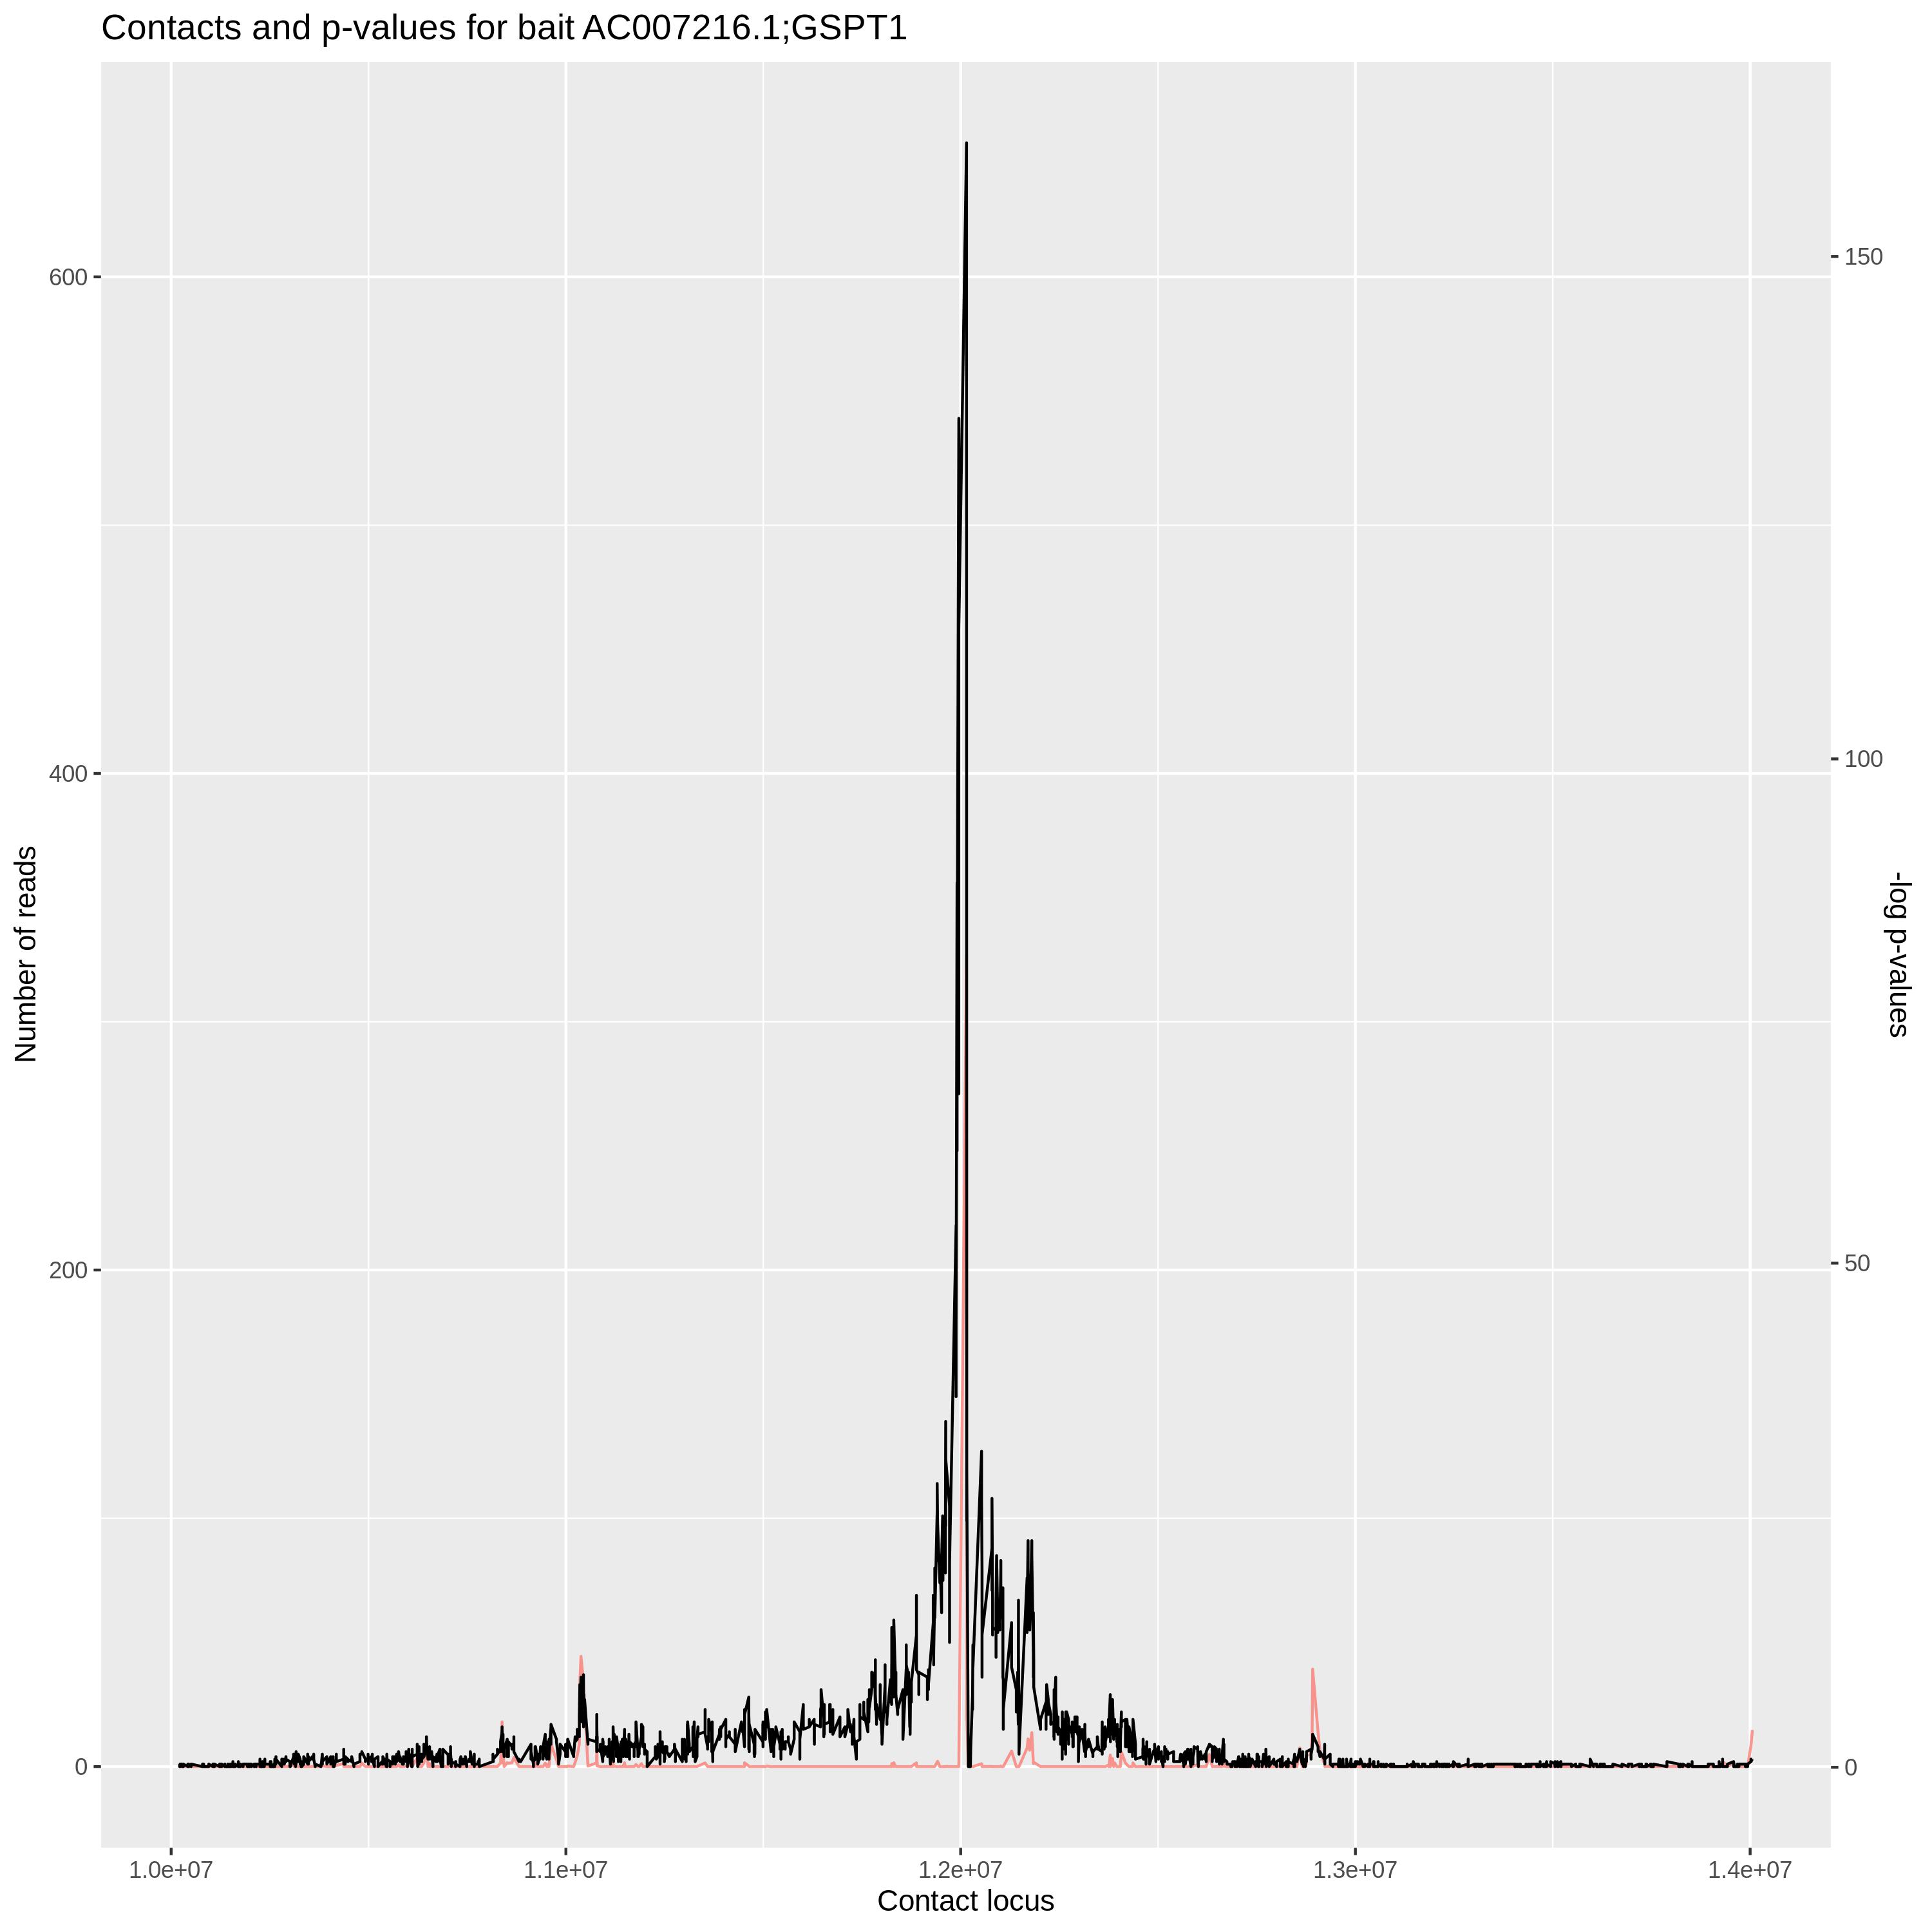 Contacts and p-values for bait AC007216.1;GSPT1
600
400
200
0
150
100
50
0
Number of reads
-log p-values
1.0e+07
1.1e+07
1.2e+07
1.3e+07
1.4e+07
Contact locus